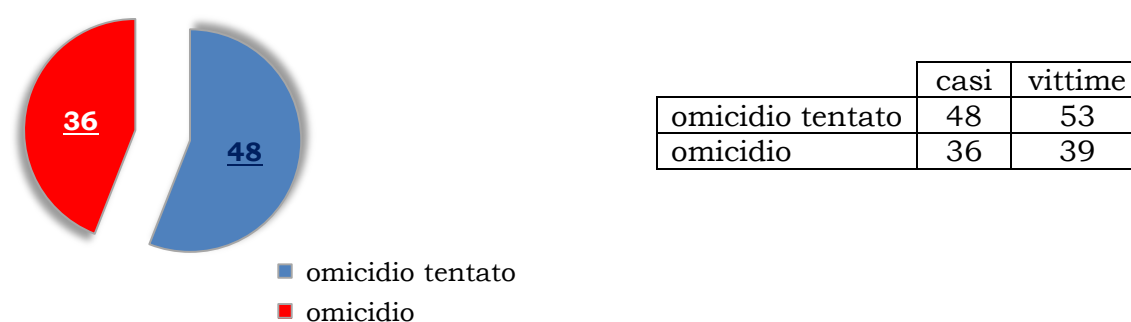 36
48
omicidio tentato
omicidio
casi vittime
omicidio tentato 48 53
omicidio 36 39